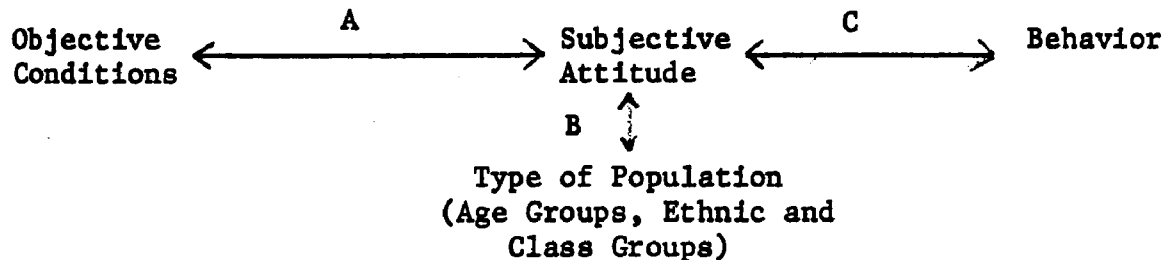 A
C
Objective Conditions
Subjective Attitude
Behavior
B
Type of Population
(Age Groups, Ethnic and
Class Groups)